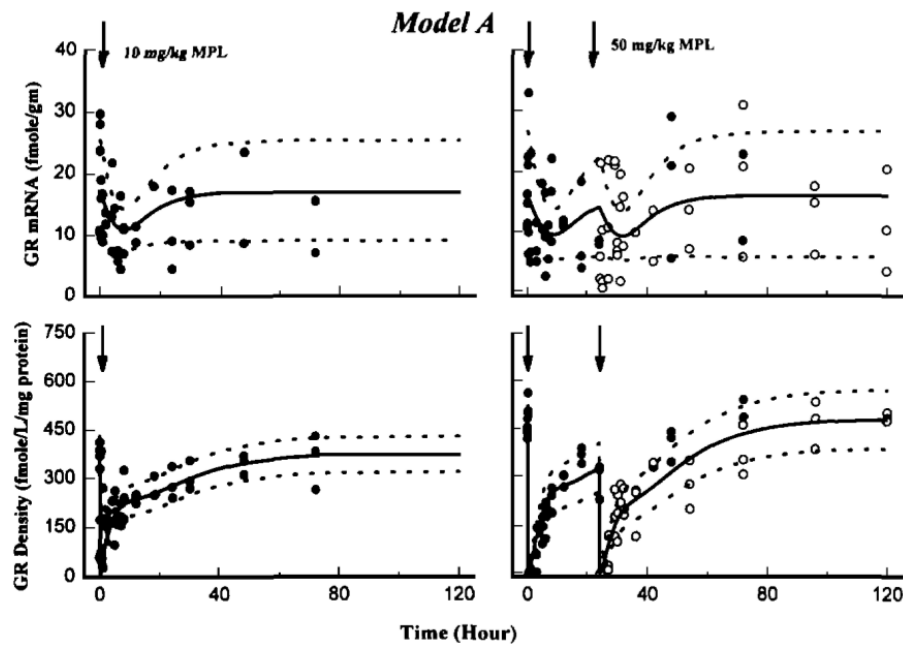 Model A
10 mg/kg MPL
50 mg/kg MPL
GR mRNA (fmole/gm)
40
30
20
10
0
GR Density (fmole/L/mg protein)
750
600
450
300
150
0
0 40 80 120
0 40 80 120
Time (Hour)